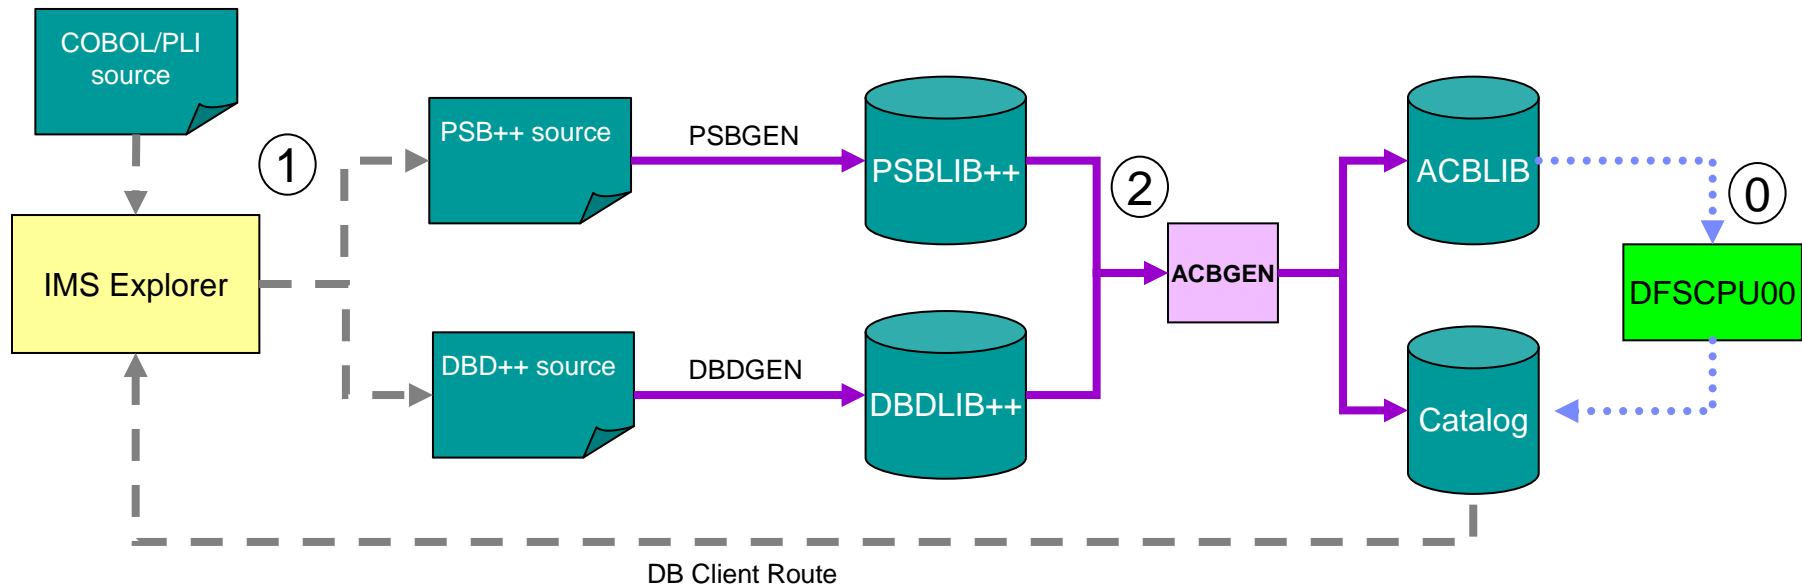 COBOL/PLI
source
1
PSB++ source
PSBGEN
PSBLIB++
2
ACBLIB
0
IMS Explorer
ACBGEN
DFSCPU00
DBD++ source
DBDGEN
DBDLIB++
Catalog
DB Client Route